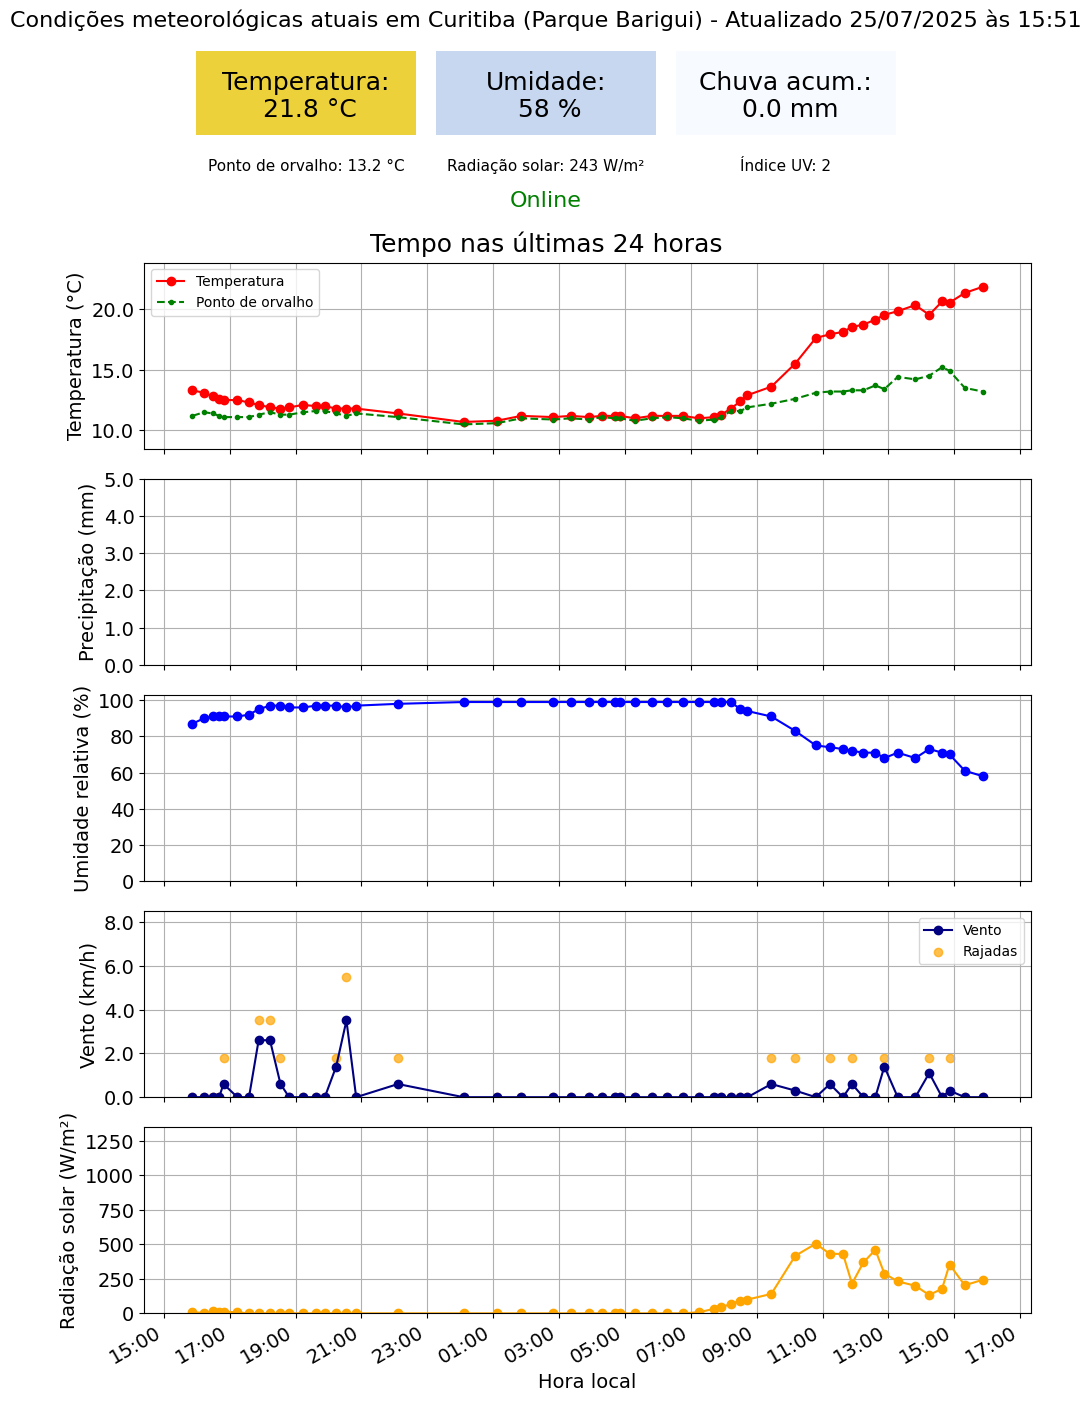 Condições meteorológicas atuais em Curitiba (Parque Barigui) - Atualizado 25/07/2025 às 15:51
Temperatura:
21.8 °C
Umidade:
58 %
Chuva acum.:
0.0 mm
Ponto de orvalho: 13.2 °C
Radiação solar: 243 W/m²
Índice UV: 2
Online
Tempo nas últimas 24 horas
Temperatura (°C)
20.0
15.0
10.0
Temperatura
Ponto de orvalho
Precipitação (mm)
5.0
4.0
3.0
2.0
1.0
0.0
Umidade relativa (%)
100
80
60
40
20
0
Vento (km/h)
8.0
6.0
4.0
2.0
0.0
Vento
Rajadas
Radiação solar (W/m²)
1250
1000
750
500
250
0
15:00
17:00
19:00
21:00
23:00
01:00
03:00
05:00
07:00
09:00
11:00
13:00
15:00
17:00
Hora local